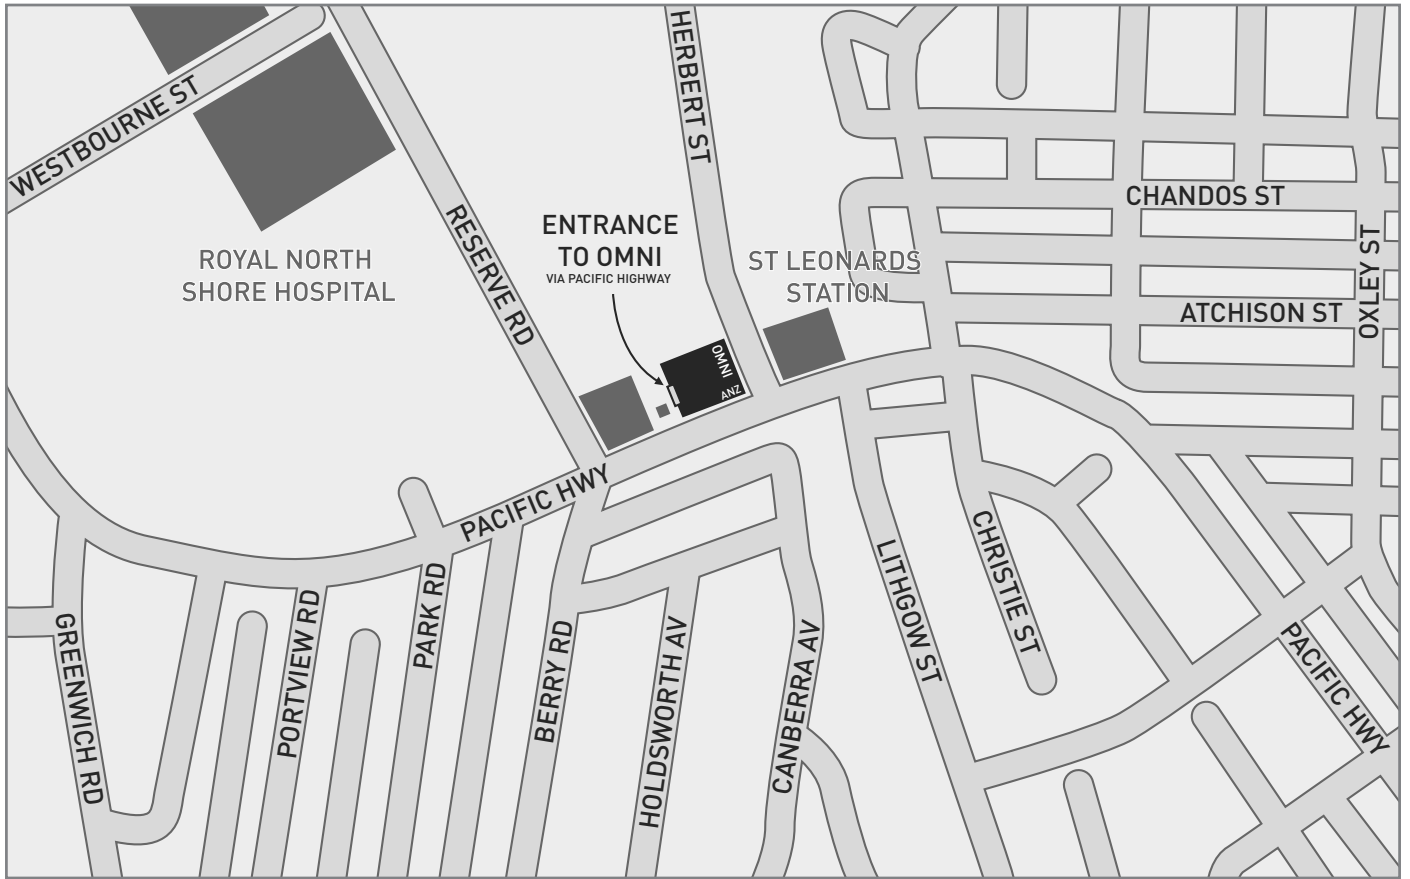 HERBERT ST
WESTBOURNE ST
CHANDOS ST
RESERVE RD
ENTRANCE
TO OMNI
VIA PACIFIC HIGHWAY
ROYAL NORTH
SHORE HOSPITAL
ST LEONARDS
STATION
OXLEY ST
ATCHISON ST
OMNI
ANZ
PACIFIC HWY
CHRISTIE ST
LITHGOW ST
PARK RD
PORTVIEW RD
GREENWICH RD
BERRY RD
HOLDSWORTH AV
CANBERRA AV
PACIFIC HWY